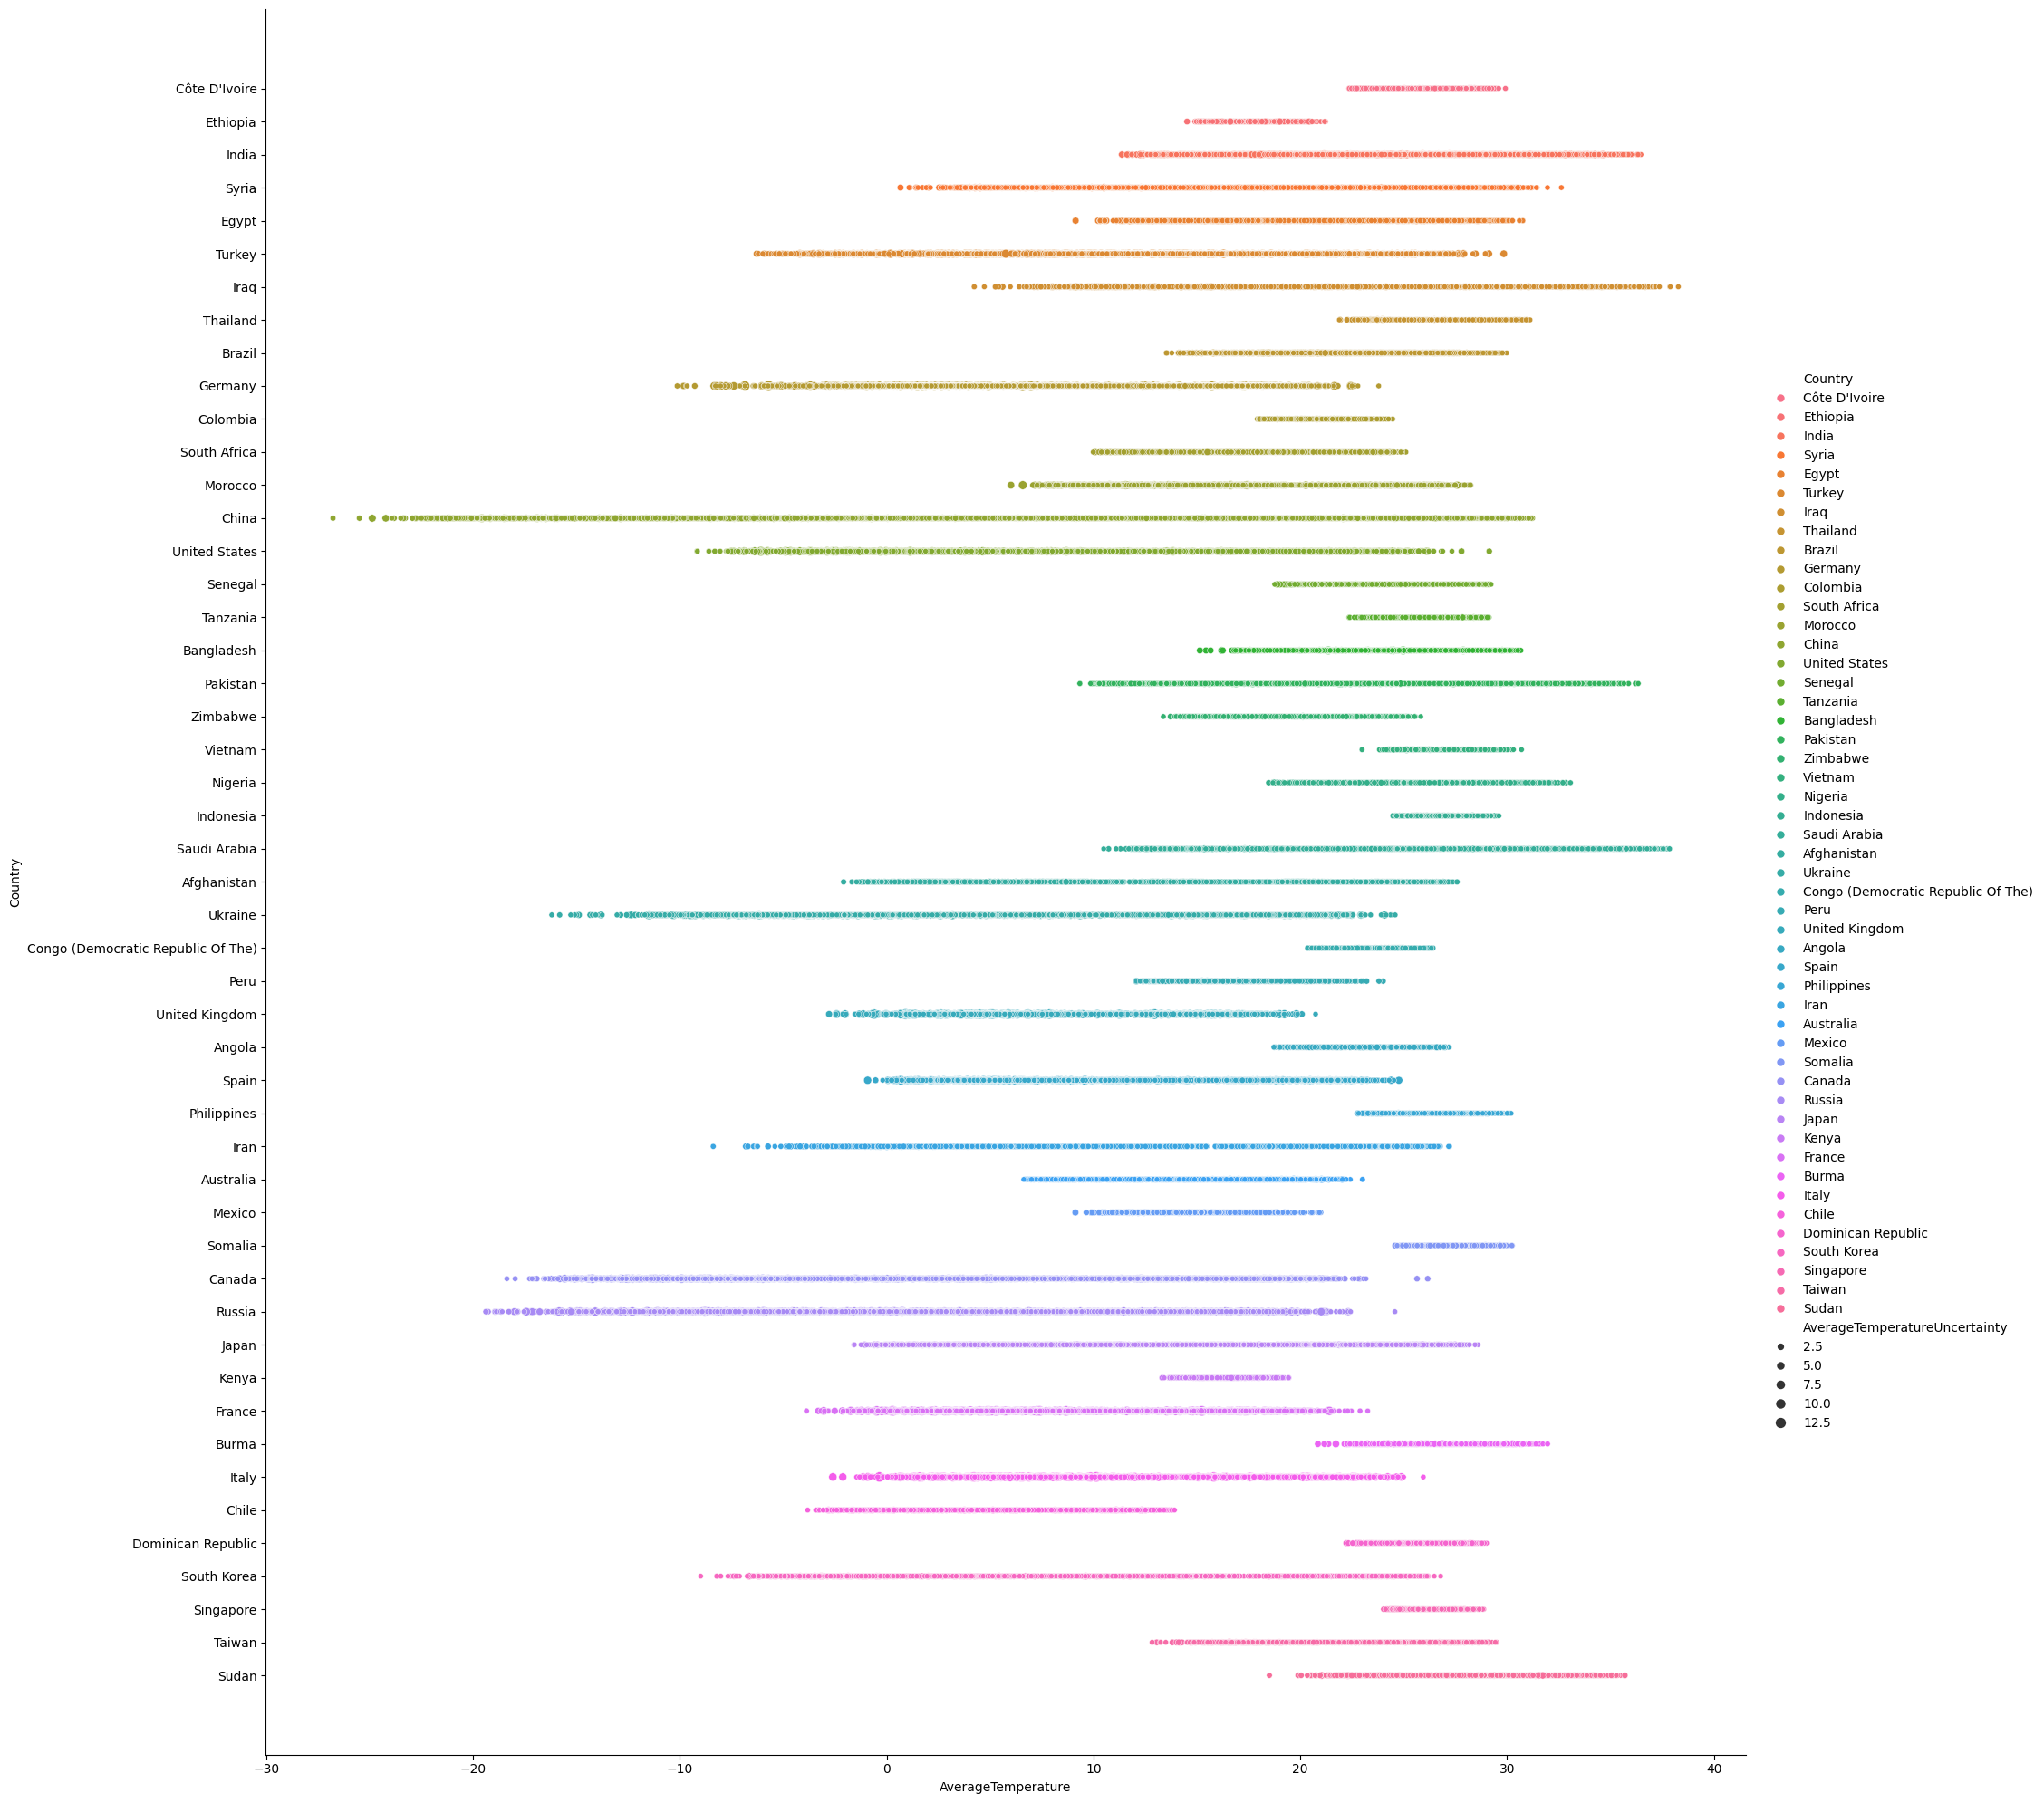 Côte D'Ivoire
Ethiopia
India
Syria
Egypt
Turkey
Iraq
Thailand
Brazil
Germany
Colombia
South Africa
Morocco
China
United States
Senegal
Tanzania
Bangladesh
Pakistan
Zimbabwe
Vietnam
Nigeria
Indonesia
Saudi Arabia
Afghanistan
Ukraine
Congo (Democratic Republic Of The)
Peru
United Kingdom
Angola
Spain
Philippines
Iran
Australia
Mexico
Somalia
Canada
Russia
Japan
Kenya
France
Burma
Italy
Chile
Dominican Republic
South Korea
Singapore
Taiwan
Sudan
Country
−30 −20 −10 0 10 20 30 40
AverageTemperature
Country
Côte D'Ivoire
Ethiopia
India
Syria
Egypt
Turkey
Iraq
Thailand
Brazil
Germany
Colombia
South Africa
Morocco
China
United States
Senegal
Tanzania
Bangladesh
Pakistan
Zimbabwe
Vietnam
Nigeria
Indonesia
Saudi Arabia
Afghanistan
Ukraine
Congo (Democratic Republic Of The)
Peru
United Kingdom
Angola
Spain
Philippines
Iran
Australia
Mexico
Somalia
Canada
Russia
Japan
Kenya
France
Burma
Italy
Chile
Dominican Republic
South Korea
Singapore
Taiwan
Sudan
AverageTemperatureUncertainty
2.5
5.0
7.5
10.0
12.5